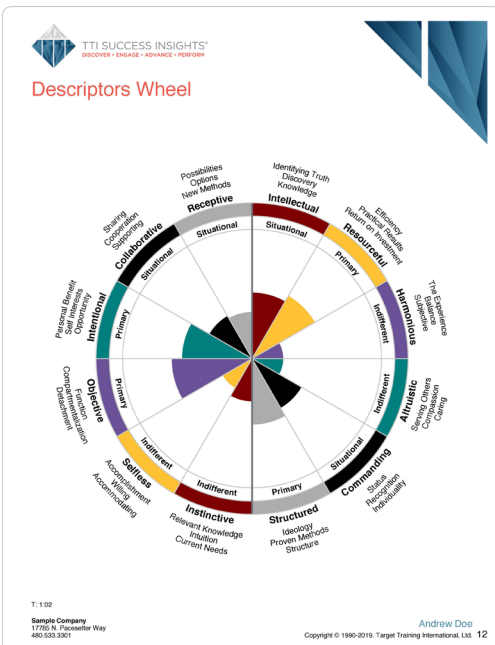 TTI SUCCESS INSIGHTS®
DISCOVER • ENGAGE • ADVANCE • PERFORM
Descriptors Wheel
Identifying Truth
Discovery
Knowledge
Intellectual
Situational
Efficiency
Practical Results
Return on Investment
Resourceful
Primary
The Experience
Balance
Subjective
Harmonious
Indifferent
Altruistic
Indifferent
Serving Others
Compassion
Caring
Situational
Commanding
Status
Recognition
Individuality
Primary
Structured
Ideology
Proven Methods
Structure
Indifferent
Instinctive
Relevant Knowledge
Intuition
Current Needs
Indifferent
Selfless
Accomplishment
Willing
Accommodating
Primary
Objective
Function
Compartmentalization
Detachment
Personal Benefit
Self Interests
Opportunity
Intentional
Primary
Sharing
Cooperation
Supporting
Collaborative
Situational
Possibilities
Options
New Methods
Receptive
Situational
T: 1:02
Sample Company
17785 N. Pacesetter Way
480.533.3301
Andrew Doe
Copyright © 1990-2019. Target Training International, Ltd. 12